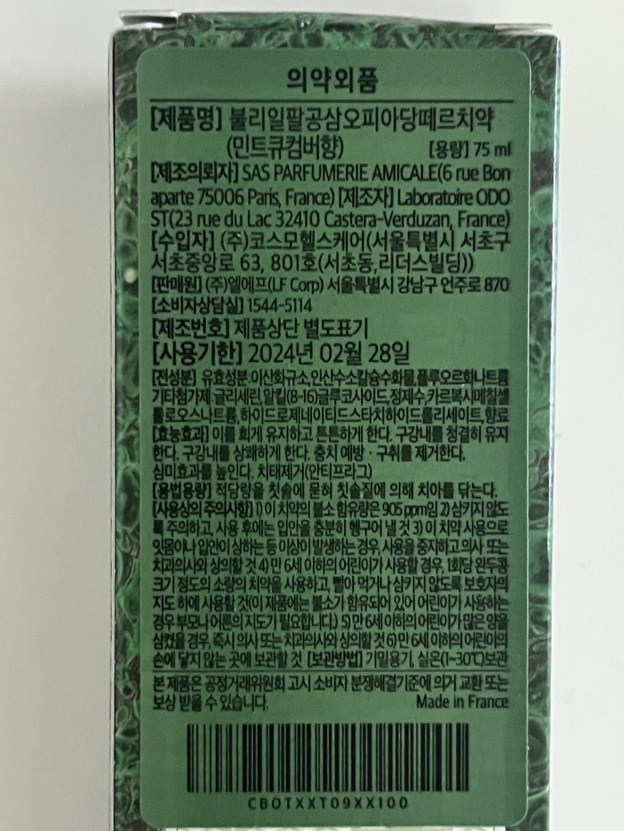 의약외품
[제품명] 불리일팔공삼오피아당떼르치약
(민트큐컴버향) [용량] 75 ml
[제조의뢰자] SAS PARFUMERIE AMICALE(6 rue Bon
aparte 75006 Paris, France) [제조자] Laboratoire ODO
ST(23 rue du Lac 32410 Castera-Verduzan, France)
[수입자] (주)코스모헬스케어(서울특별시 서초구
서초중앙로 63, 801호(서초동,리더스빌딩))
[판매원] (주)엘에프(LF Corp) 서울특별시 강남구 언주로 870
[소비자상담실] 1544-5114
[제조번호] 제품상단 별도표기
[사용기한] 2024년 02월 28일
[전성분] 유효성분:이산화규소,인산수소칼슘수화물,플루오르화나트륨
기타첨가제:글리세린,알킬(8-16)글루코사이드,정제수,카르복시메칠셀
룰로오스나트륨,하이드로제네이티드스타치하이드롤리세이트,향료
[효능효과] 이를 희게 유지하고 튼튼하게 한다. 구강내를 청결히 유지
한다. 구강내를 상쾌하게 한다. 충치 예방 · 구취를 제거한다.
심미효과를 높인다. 치태제거(안티프라그)
[용법용량] 적당량을 칫솔에 묻혀 칫솔질에 의해 치아를 닦는다.
[사용상의 주의사항] 1) 이 치약의 불소 함유량은 905 ppm임 2) 삼키지 않도
록 주의하고, 사용 후에는 입안을 충분히 헹구어 낼 것 3) 이 치약 사용으로
잇몸이나 입안이 상하는 등 이상이 발생하는 경우, 사용을 중지하고 의사 또는
치과의사와 상의할 것 4) 만 6세 이하의 어린이가 사용할 경우, 1회당 완두콩
크기 정도의 소량의 치약을 사용하고, 빨아 먹거나 삼키지 않도록 보호자의
지도 하에 사용할 것(이 제품에는 불소가 함유되어 있어 어린이가 사용하는
경우 부모나 어른의 지도가 필요합니다.) 5) 만 6세 이하의 어린이가 많은 양을
삼켰을 경우, 즉시 의사 또는 치과의사와 상의할 것 6) 만 6세 이하의 어린이의
손에 닿지 않는 곳에 보관할 것 [보관방법] 기밀용기, 실온(1~30℃)보관
본 제품은 공정거래위원회 고시 소비자 분쟁해결기준에 의거 교환 또는
보상 받을 수 있습니다. Made in France
CBOTXXT09XX100